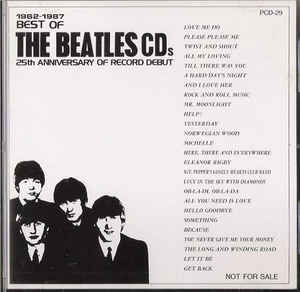 1962-1987
PCD-29
BEST OF
THE BEATLES CDs
25th ANNIVERSARY OF RECORD DEBUT
LOVE ME DO
PLEASE PLEASE ME
TWIST AND SHOUT
ALL MY LOVING
TILL THERE WAS YOU
A HARD DAY'S NIGHT
AND I LOVE HER
ROCK AND ROLL MUSIC
MR. MOONLIGHT
HELP!
YESTERDAY
NORWEGIAN WOOD
MICHELLE
HERE, THERE AND EVERYWHERE
ELEANOR RIGBY
SGT. PEPPER'S LONELY HEARTS CLUB BAND
LUCY IN THE SKY WITH DIAMONDS
OB-LA-DI, OB-LA-DA
ALL YOU NEED IS LOVE
HELLO GOODBYE
SOMETHING
BECAUSE
YOU NEVER GIVE ME YOUR MONEY
THE LONG AND WINDING ROAD
LET IT BE
GET BACK
NOT FOR SALE